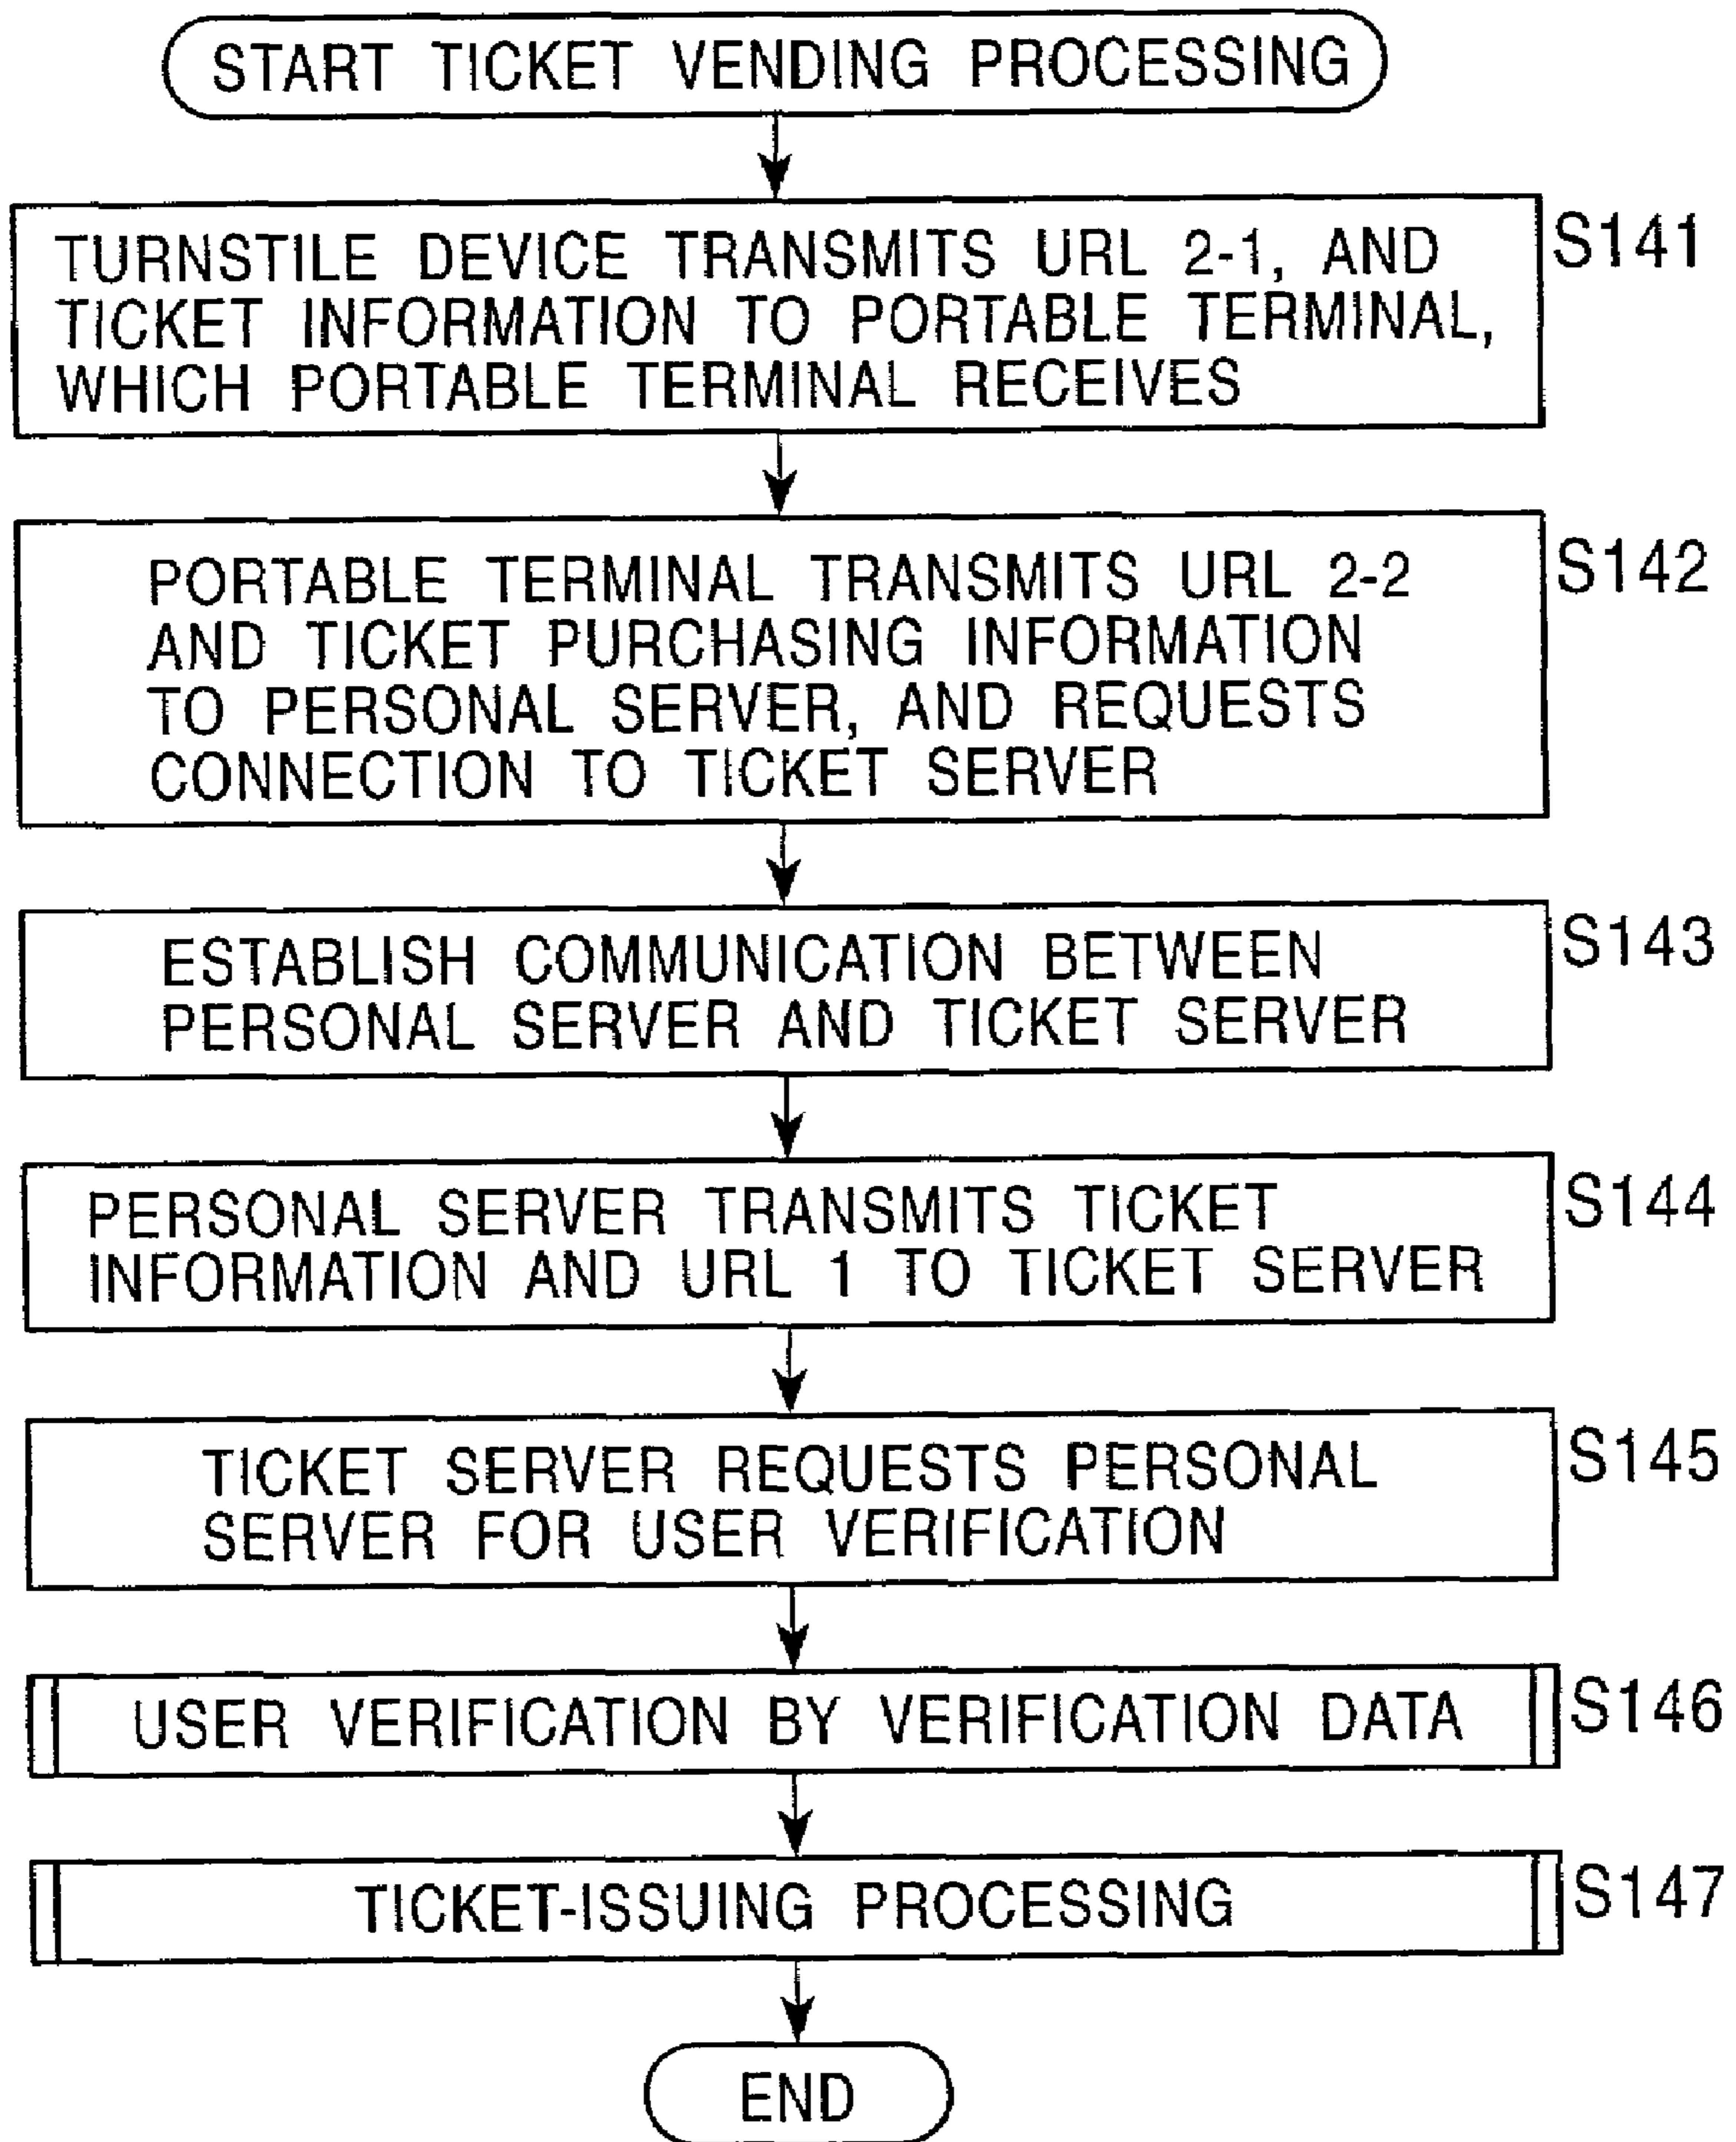 START TICKET VENDING PROCESSING
TURNSTILE DEVICE TRANSMITS URL 2-1, AND
TICKET INFORMATION TO PORTABLE TERMINAL,
WHICH PORTABLE TERMINAL RECEIVES
S141
PORTABLE TERMINAL TRANSMITS URL 2-2
AND TICKET PURCHASING INFORMATION
TO PERSONAL SERVER, AND REQUESTS
CONNECTION TO TICKET SERVER
S142
ESTABLISH COMMUNICATION BETWEEN
PERSONAL SERVER AND TICKET SERVER
S143
PERSONAL SERVER TRANSMITS TICKET
INFORMATION AND URL 1 TO TICKET SERVER
S144
TICKET SERVER REQUESTS PERSONAL
SERVER FOR USER VERIFICATION
S145
USER VERIFICATION BY VERIFICATION DATA
S146
TICKET-ISSUING PROCESSING
S147
END